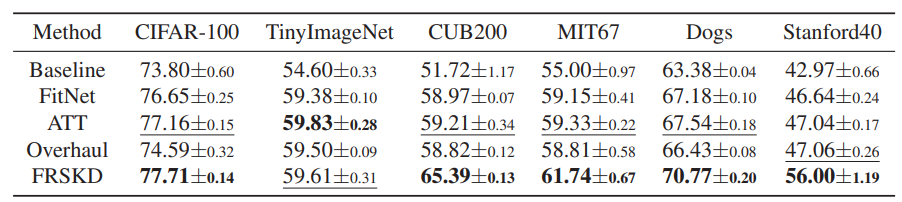 Method CIFAR-100 TinyImageNet CUB200 MIT67 Dogs Stanford40
Baseline 73.80±0.60 54.60±0.33 51.72±1.17 55.00±0.97 63.38±0.04 42.97±0.66
FitNet 76.65±0.25 59.38±0.10 58.97±0.07 59.15±0.41 67.18±0.10 46.64±0.24
ATT 77.16±0.15 59.83±0.28 59.21±0.34 59.33±0.22 67.54±0.18 47.04±0.17
Overhaul 74.59±0.32 59.50±0.09 58.82±0.12 58.81±0.58 66.43±0.08 47.06±0.26
FRSKD 77.71±0.14 59.61±0.31 65.39±0.13 61.74±0.67 70.77±0.20 56.00±1.19